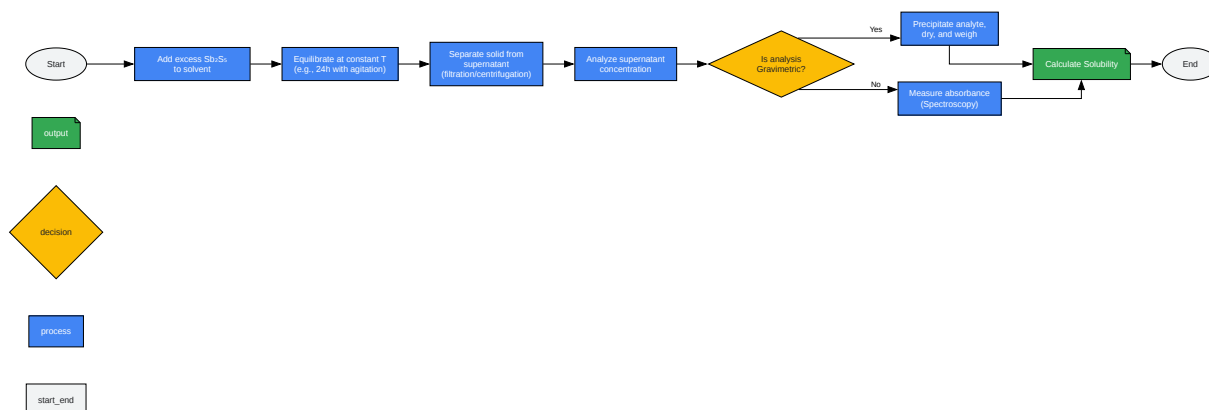 Start
Add excess Sb₂S₅
to solvent
Equilibrate at constant T
(e.g., 24h with agitation)
Separate solid from
supernatant
(filtration/centrifugation)
Analyze supernatant
concentration
Is analysis
Gravimetric?
Yes
Precipitate analyte,
dry, and weigh
No
Measure absorbance
(Spectroscopy)
Calculate Solubility
End
output
decision
process
start_end